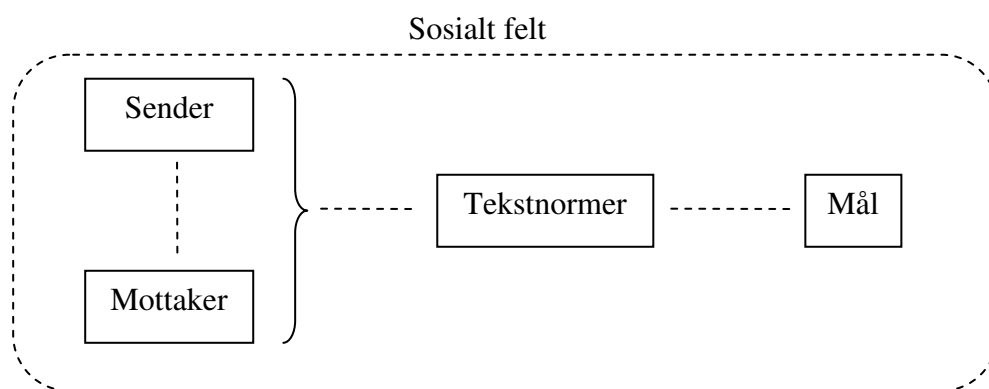 Sosialt felt
Sender
Tekstnormer
Mål
Mottaker